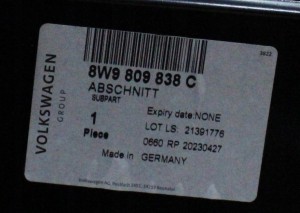 3022
VOLKSWAGEN
GROUP
8W9 809 838 C
ABSCHNITT
SUBPART
1
Piece
Expiry date: NONE
LOT LS: 21391776
0660 RP 20230427
Made in GERMANY